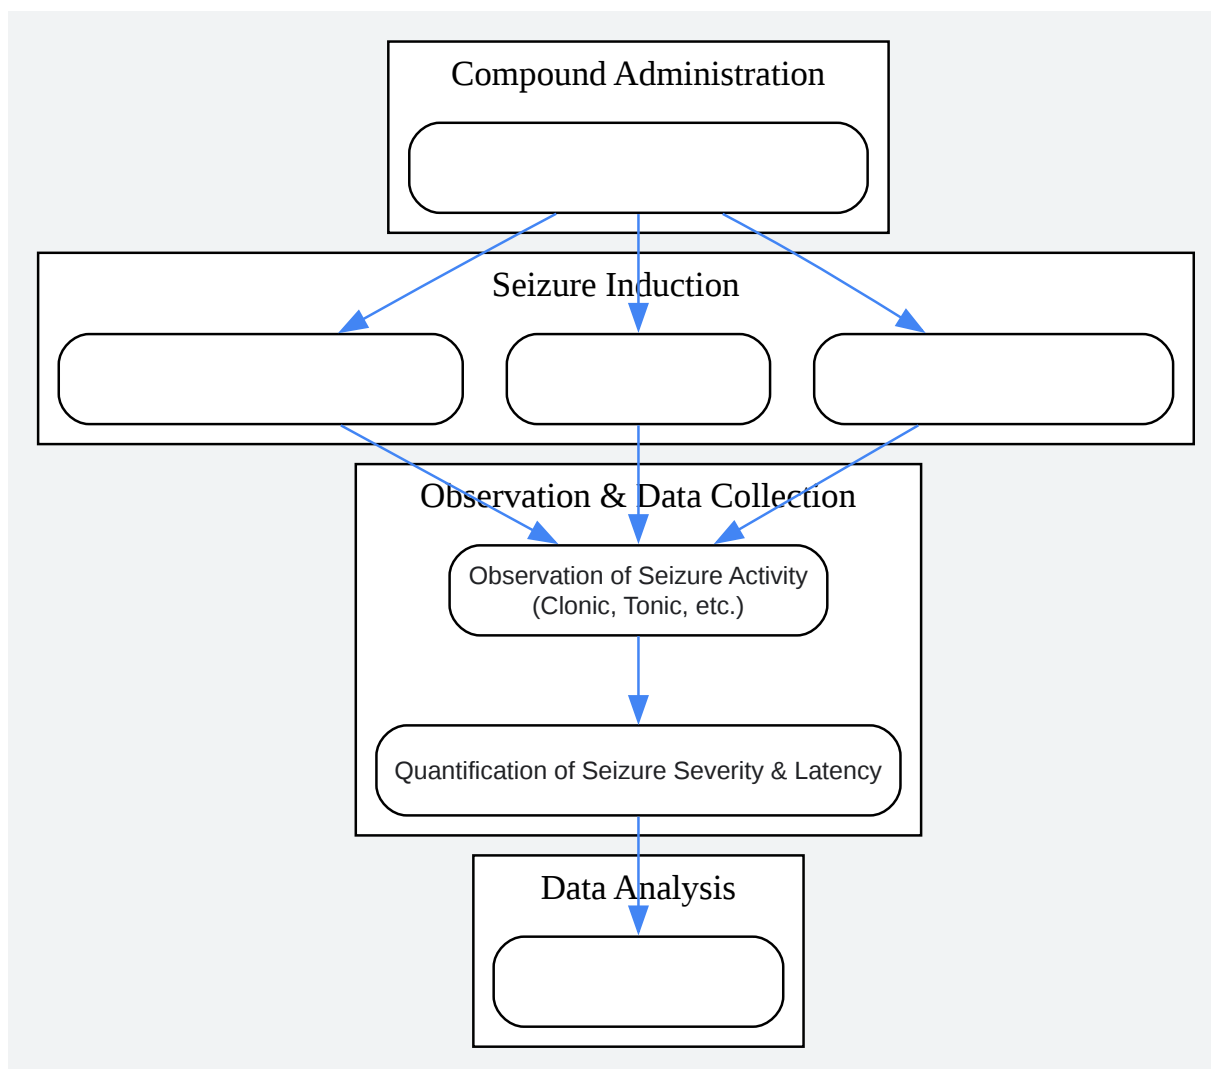 Compound Administration
Seizure Induction
Observation & Data Collection
Observation of Seizure Activity
(Clonic, Tonic, etc.)
Quantification of Seizure Severity & Latency
Data Analysis